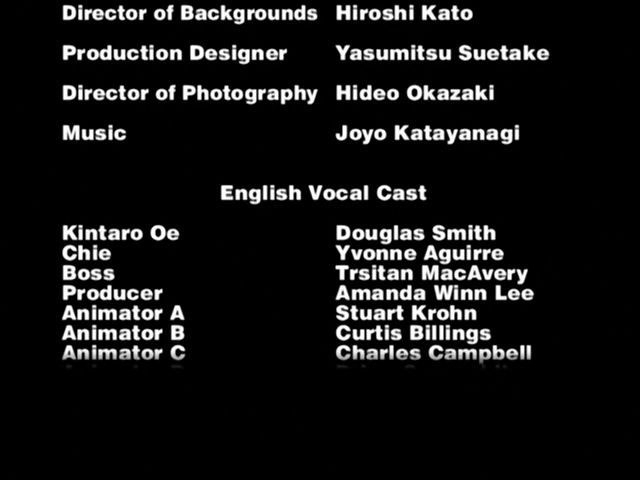 Director of Backgrounds Hiroshi Kato
Production Designer Yasumitsu Suetake
Director of Photography Hideo Okazaki
Music Joyo Katayanagi
English Vocal Cast
Kintaro Oe Douglas Smith
Chie Yvonne Aguirre
Boss Trsitan MacAvery
Producer Amanda Winn Lee
Animator A Stuart Krohn
Animator B Curtis Billings
Animator C Charles Campbell